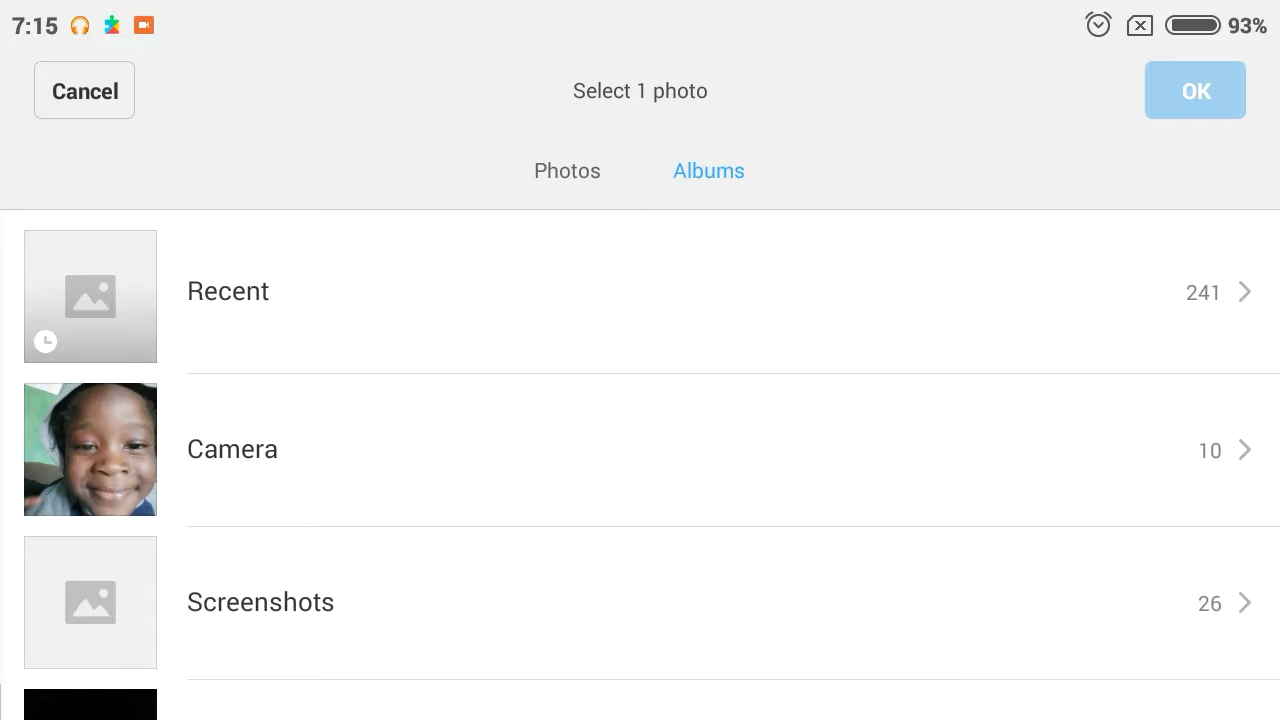 7:15 93%
Cancel Select 1 photo OK
Photos Albums
Recent 241
Camera 10
Screenshots 26